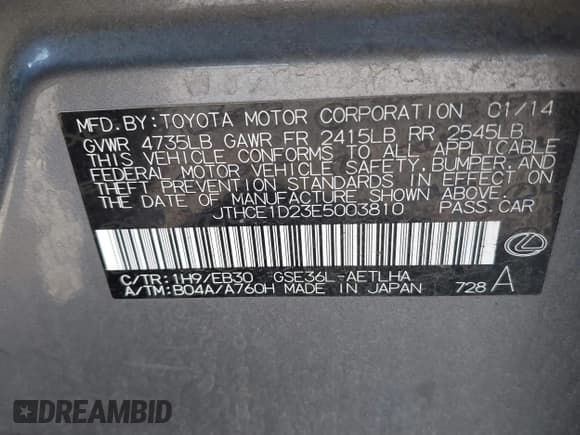 MFD. BY: TOYOTA MOTOR CORPORATION 01/14
GVWR 4735LB GAWR FR 2415LB RR 2545LB
THIS VEHICLE CONFORMS TO ALL APPLICABLE
FEDERAL MOTOR VEHICLE SAFETY, BUMPER, AND
THEFT PREVENTION STANDARDS IN EFFECT ON
THE DATE OF MANUFACTURE SHOWN ABOVE.
JTHCE1D23E5003810 PASS. CAR
C/TR: 1H9/EB30 GSE36L-AETLHA
A/TM: B04A/A760H MADE IN JAPAN 728 A
DREAMBID